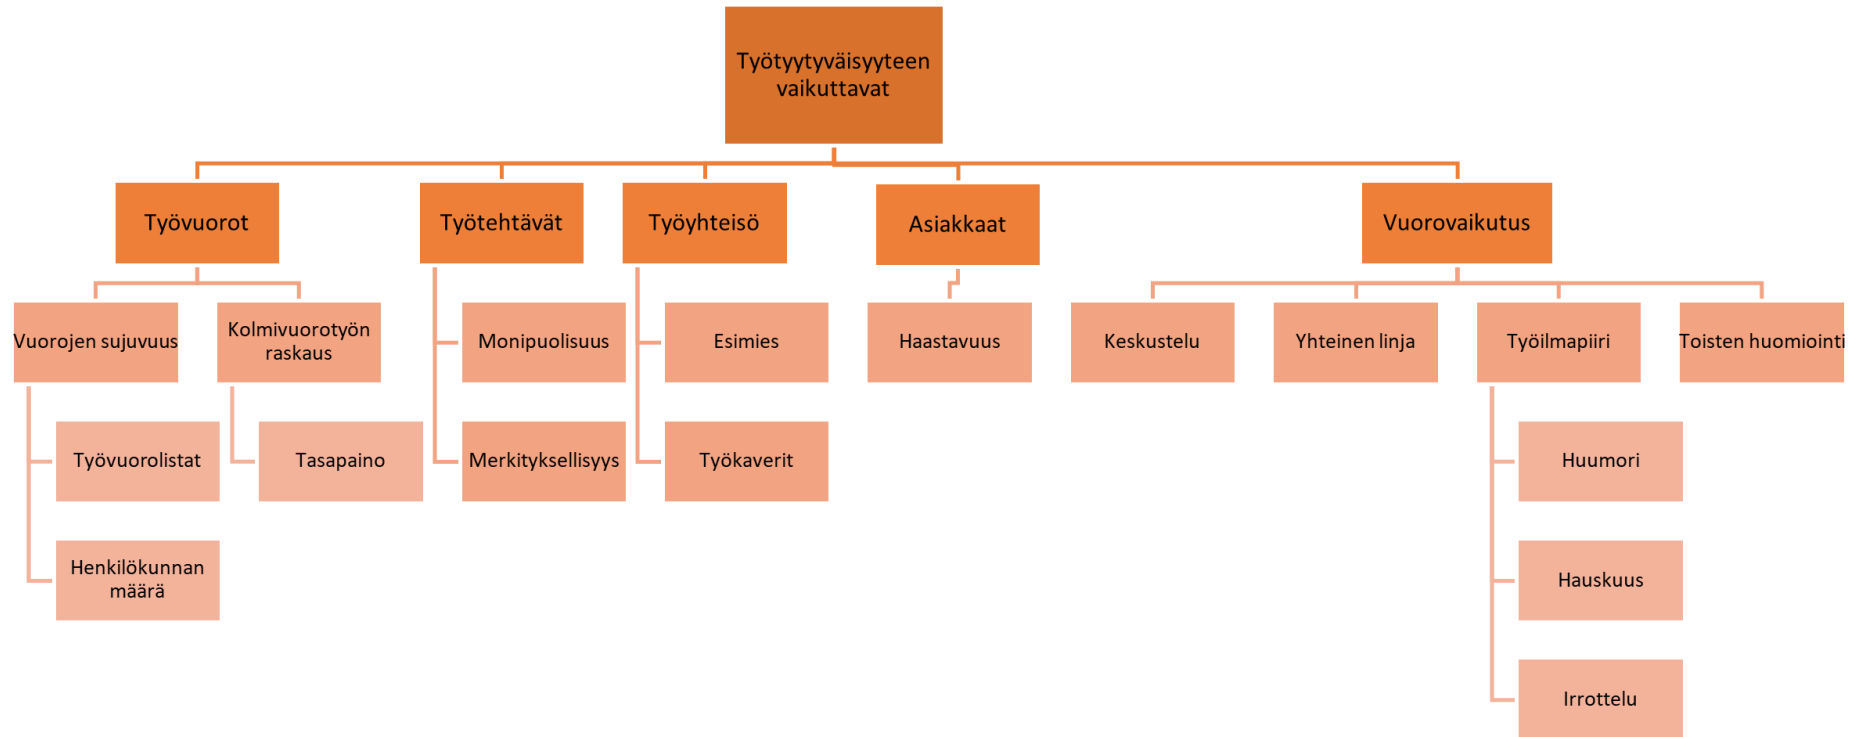 Työtyytyväisyyteen
vaikuttavat
Työvuorot
Työtehtävät
Työyhteisö
Asiakkaat
Vuorovaikutus
Vuorojen sujuvuus
Kolmivuorotyön
raskaus
Monipuolisuus
Esimies
Haastavuus
Keskustelu
Yhteinen linja
Työilmapiiri
Toisten huomiointi
Työvuorolistat
Tasapaino
Merkityksellisyys
Työkaverit
Huumori
Henkilökunnan
määrä
Hauskuus
Irrottelu